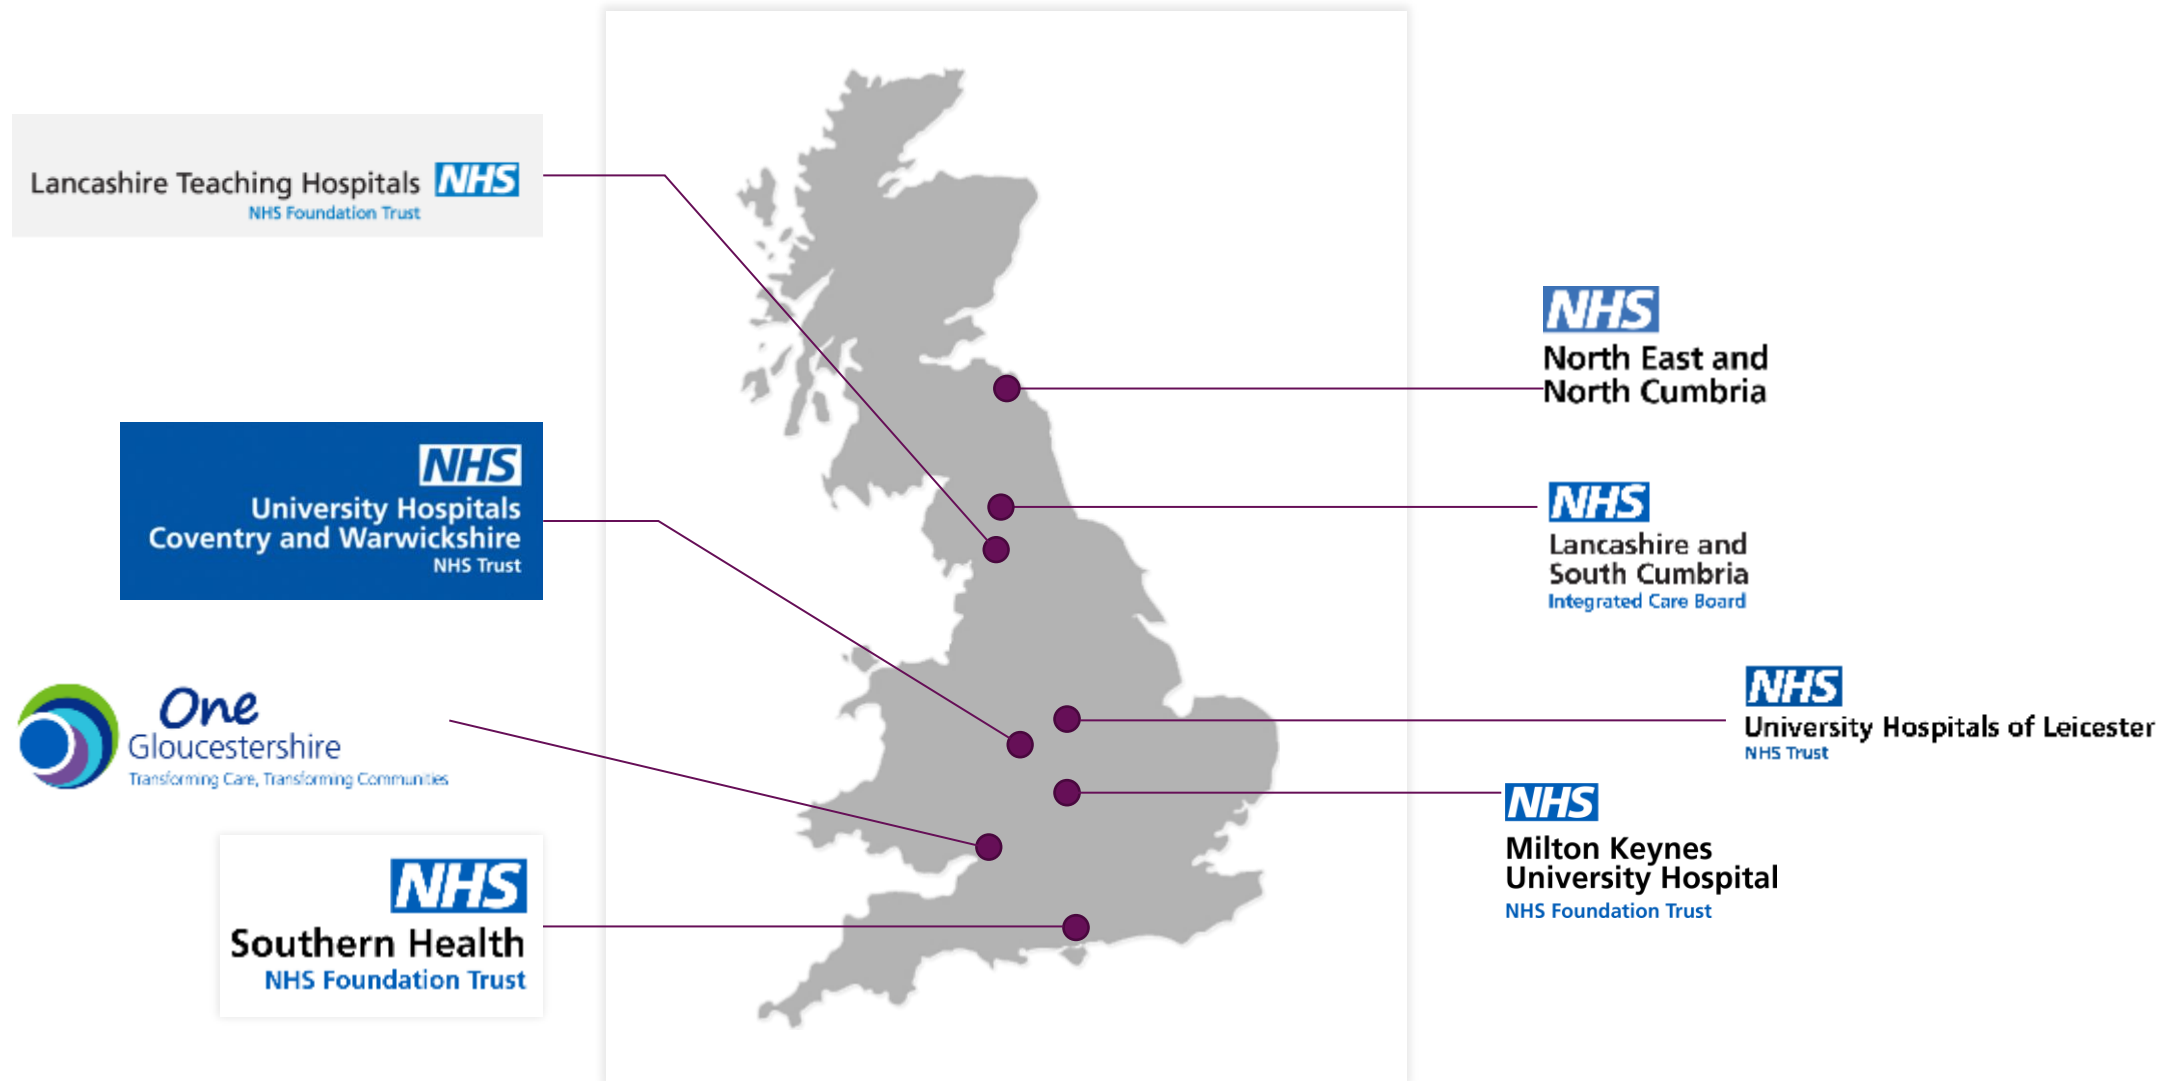 Lancashire Teaching Hospitals NHS
NHS Foundation Trust
NHS
University Hospitals
Coventry and Warwickshire
NHS Trust
One
Gloucestershire
Transforming Care, Transforming Communities
NHS
Southern Health
NHS Foundation Trust
NHS
North East and
North Cumbria
NHS
Lancashire and
South Cumbria
Integrated Care Board
NHS
University Hospitals of Leicester
NHS Trust
NHS
Milton Keynes
University Hospital
NHS Foundation Trust